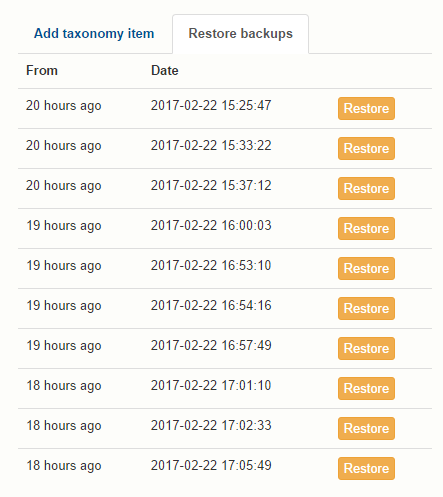 Add taxonomy item Restore backups
From Date
20 hours ago 2017-02-22 15:25:47 Restore
20 hours ago 2017-02-22 15:33:22 Restore
20 hours ago 2017-02-22 15:37:12 Restore
19 hours ago 2017-02-22 16:00:03 Restore
19 hours ago 2017-02-22 16:53:10 Restore
19 hours ago 2017-02-22 16:54:16 Restore
19 hours ago 2017-02-22 16:57:49 Restore
18 hours ago 2017-02-22 17:01:10 Restore
18 hours ago 2017-02-22 17:02:33 Restore
18 hours ago 2017-02-22 17:05:49 Restore